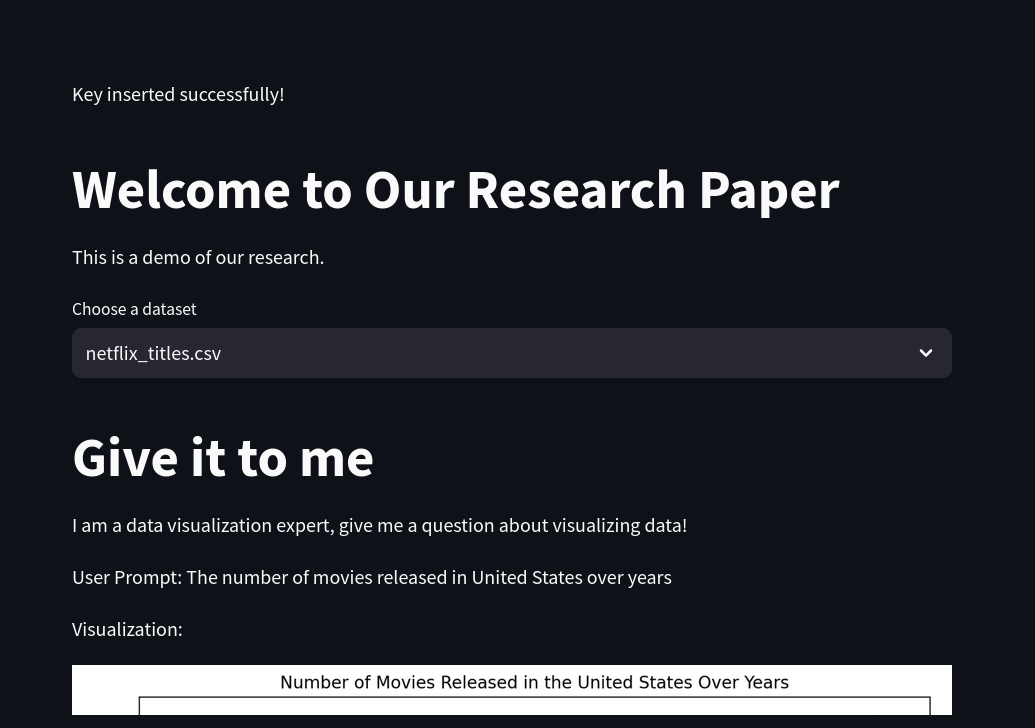 Key inserted successfully!
Welcome to Our Research Paper
This is a demo of our research.
Choose a dataset
netflix_titles.csv
Give it to me
I am a data visualization expert, give me a question about visualizing data!
User Prompt: The number of movies released in United States over years
Visualization:
Number of Movies Released in the United States Over Years